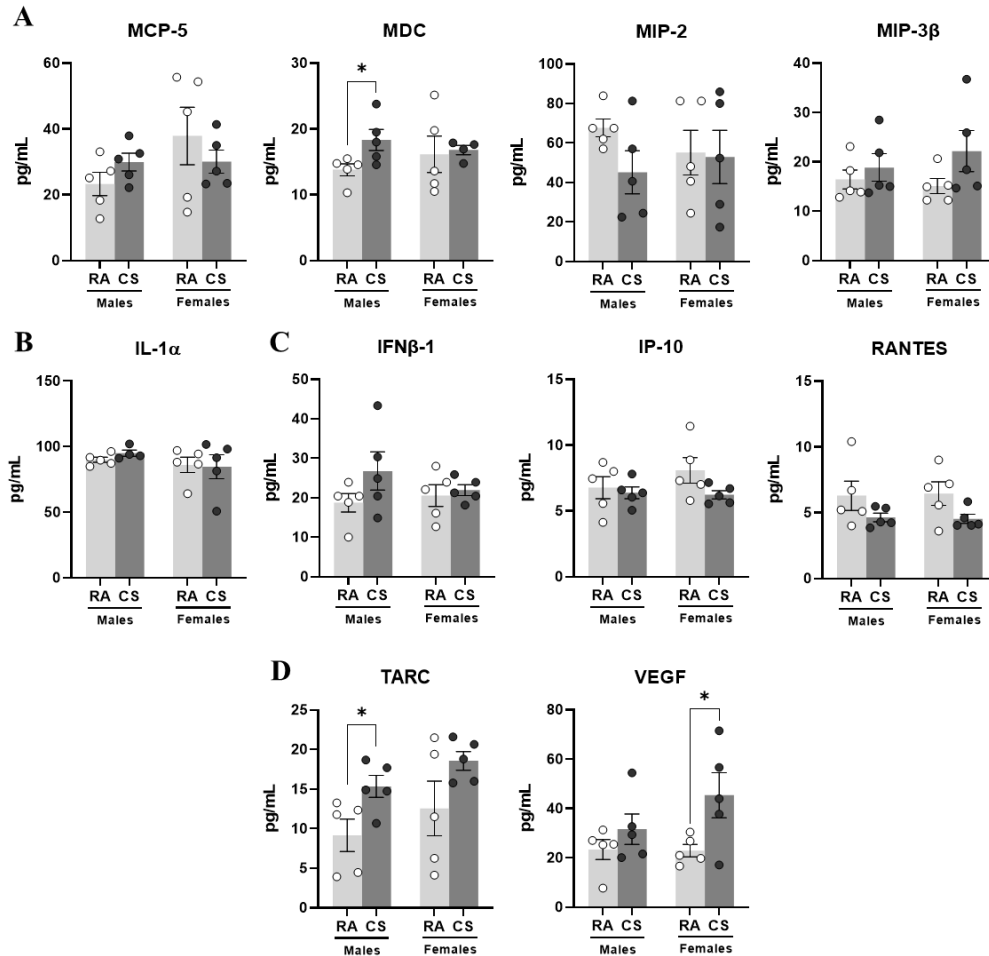 A
MCP-5 MDC MIP-2 MIP-3β
60 30 100 40
* 
80
40 20 30
60
20
40
20 10
20 10
0 0 0 0
pg/mL pg/mL pg/mL pg/mL
RA CS RA CS RA CS RA CS RA CS RA CS RA CS RA CS
Males Females Males Females Males Females Males Females
B C
IL-1α IFNβ-1 IP-10 RANTES
150 50 15 15
40
100 10 10
30
20
50 5 5
10
0 0 0 0
pg/mL pg/mL pg/mL pg/mL
RA CS RA CS RA CS RA CS RA CS RA CS RA CS RA CS
Males Females Males Females Males Females Males Females
D
TARC VEGF
25 80
* *
20
60
15
40
10
20
5
0 0
pg/mL pg/mL
RA CS RA CS RA CS RA CS
Males Females Males Females